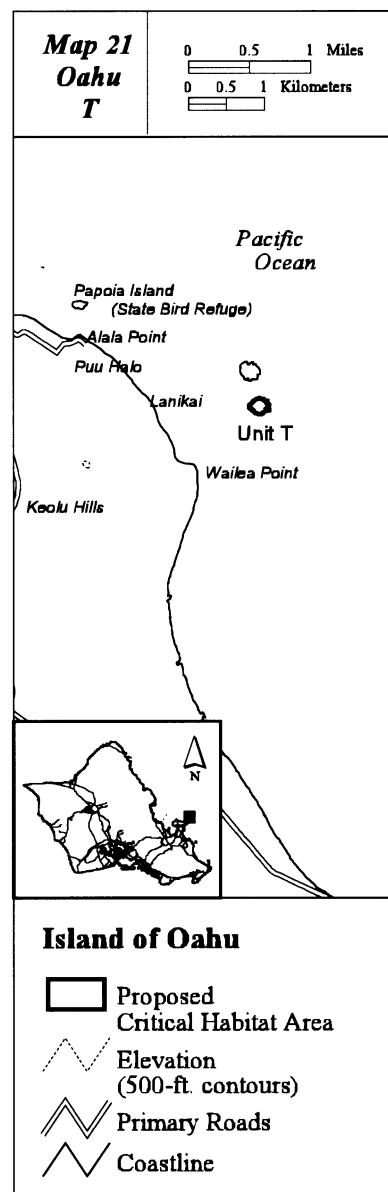 Map 21
Oahu
T
0 0.5 1 Miles
0 0.5 1 Kilometers
Pacific
Ocean
Papoia Island
(State Bird Refuge)
Alala Point
Puu Halo
Lanikai
Unit T
Wailea Point
Keolu Hills
N
Island of Oahu
Proposed
Critical Habitat Area
Elevation
(500-ft. contours)
Primary Roads
Coastline